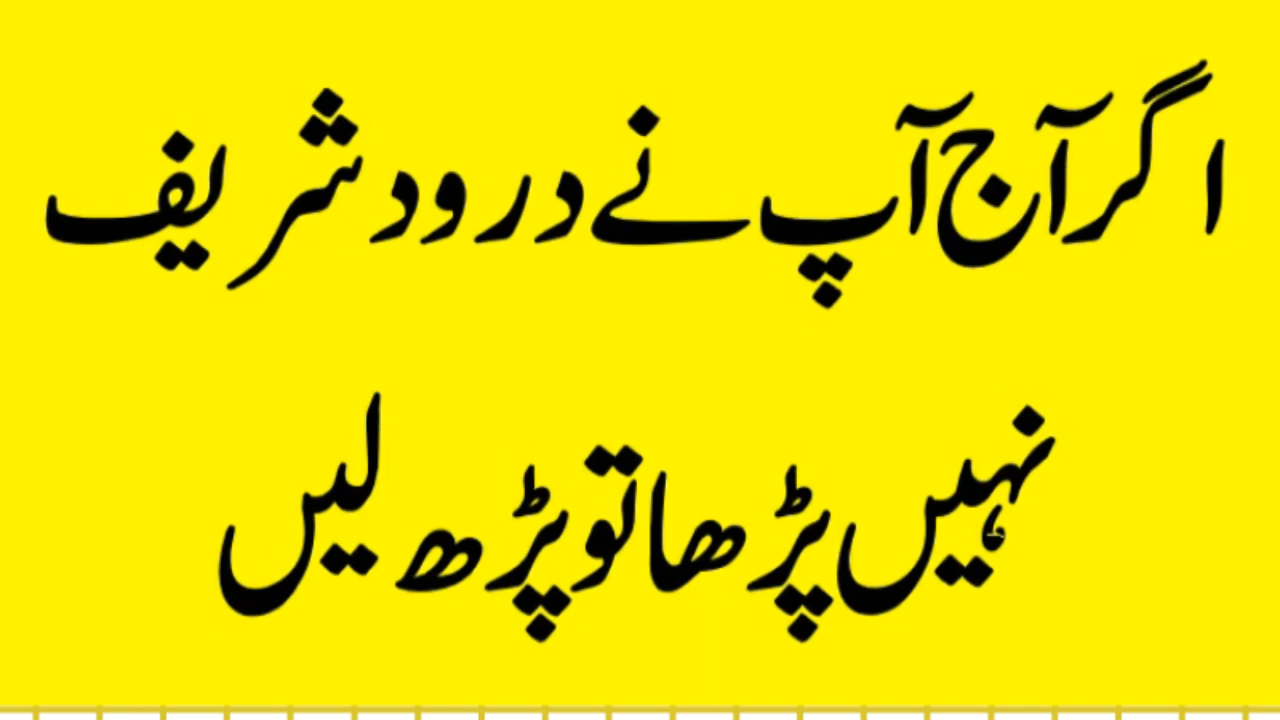 اگر آج آپ نے درود شریف
نہیں پڑھا تو پڑھ لیں